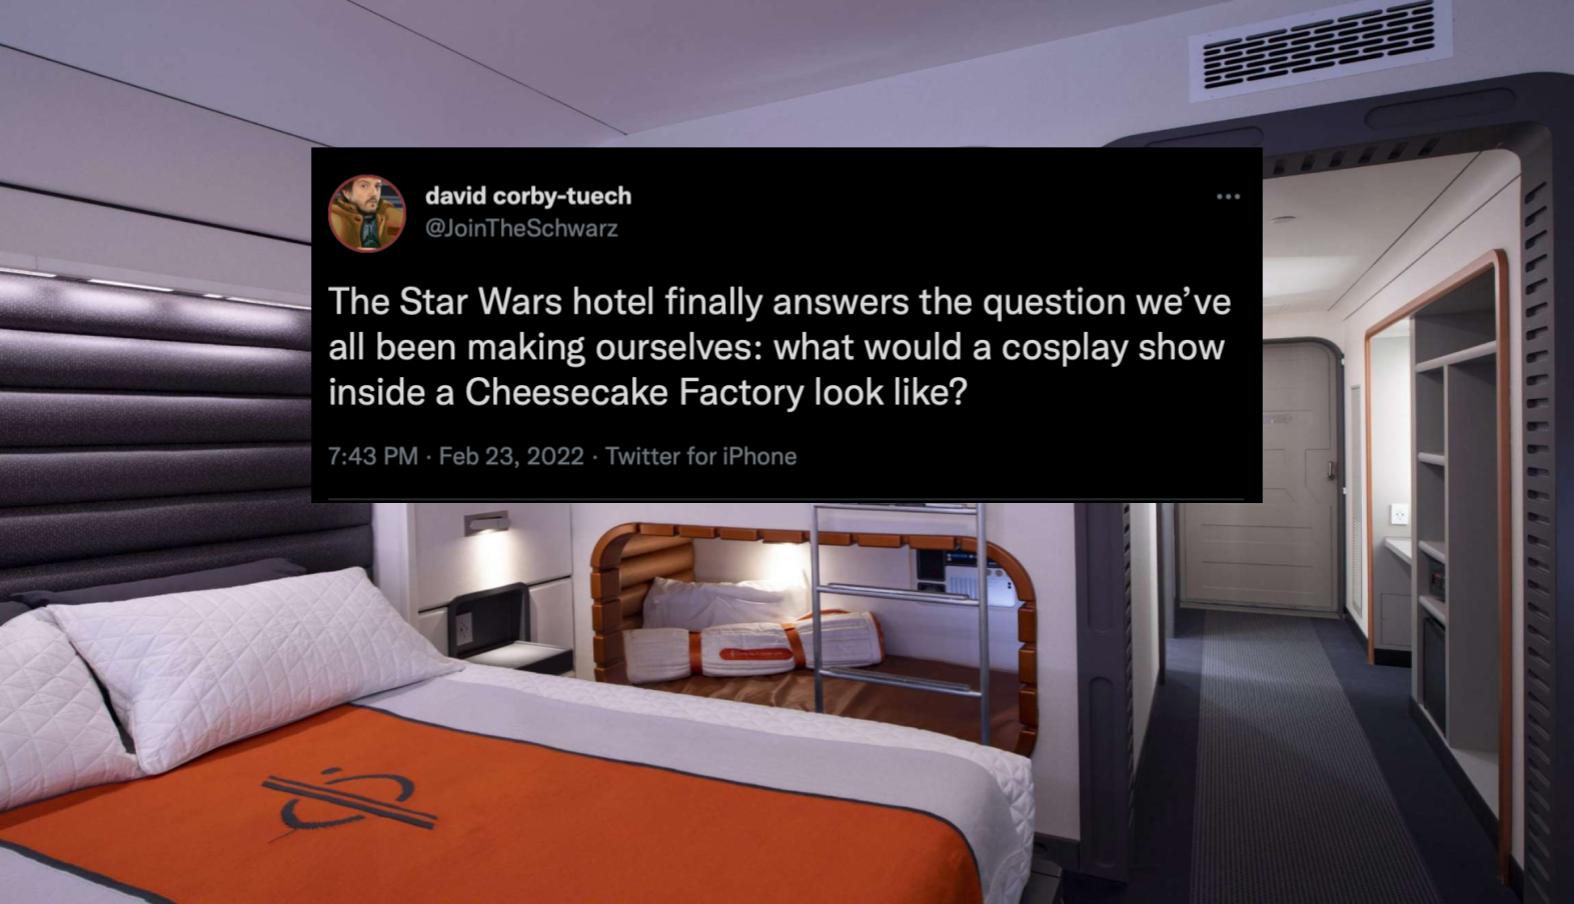 david corby-tuech
@JoinTheSchwarz
The Star Wars hotel finally answers the question we’ve
all been making ourselves: what would a cosplay show
inside a Cheesecake Factory look like?
7:43 PM · Feb 23, 2022 · Twitter for iPhone